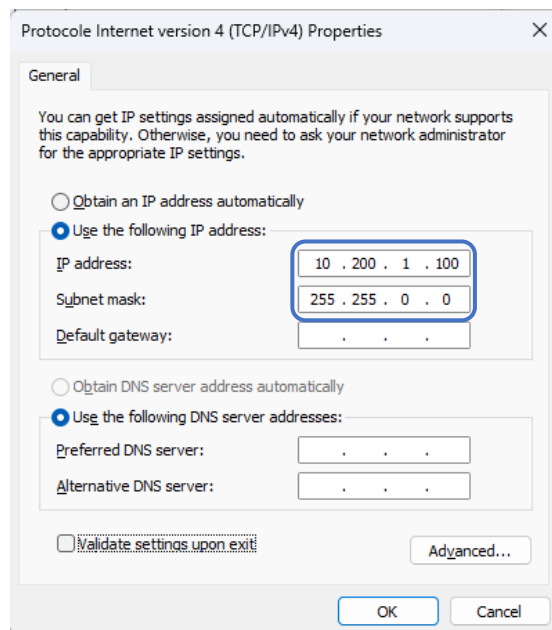 Protocole Internet version 4 (TCP/IPv4) Properties
General
You can get IP settings assigned automatically if your network supports
this capability. Otherwise, you need to ask your network administrator
for the appropriate IP settings.
Obtain an IP address automatically
Use the following IP address:
IP address: 10 . 200 . 1 . 100
Subnet mask: 255 . 255 . 0 . 0
Default gateway: . . .
Obtain DNS server address automatically
Use the following DNS server addresses:
Preferred DNS server: . . .
Alternative DNS server: . . .
Validate settings upon exit
Advanced...
OK Cancel